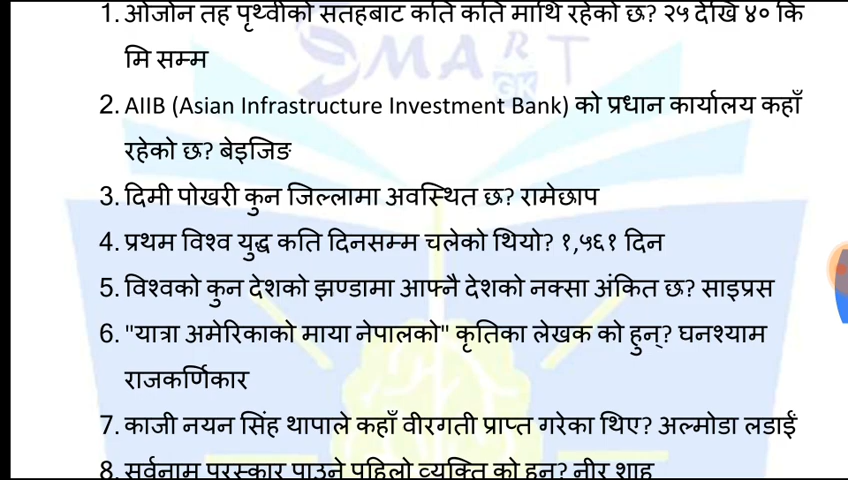 SMART
GK
1. ओजोन तह पृथ्वीको सतहबाट कति कति माथि रहेको छ? २५ देखि ४० कि
मि सम्म
2. AIIB (Asian Infrastructure Investment Bank) को प्रधान कार्यालय कहाँ
रहेको छ? बेइजिङ
3. दिमी पोखरी कुन जिल्लामा अवस्थित छ? रामेछाप
4. प्रथम विश्व युद्ध कति दिनसम्म चलेको थियो? १,५६१ दिन
5. विश्वको कुन देशको झण्डामा आफ्नै देशको नक्सा अंकित छ? साइप्रस
6. "यात्रा अमेरिकाको माया नेपालको" कृतिका लेखक को हुन्? घनश्याम
राजकर्णिकार
7. काजी नयन सिंह थापाले कहाँ वीरगती प्राप्त गरेका थिए? अल्मोडा लडाईं
8. सर्वनाम पुरस्कार पाउने पहिलो व्यक्ति को हुन्? नीर शाह